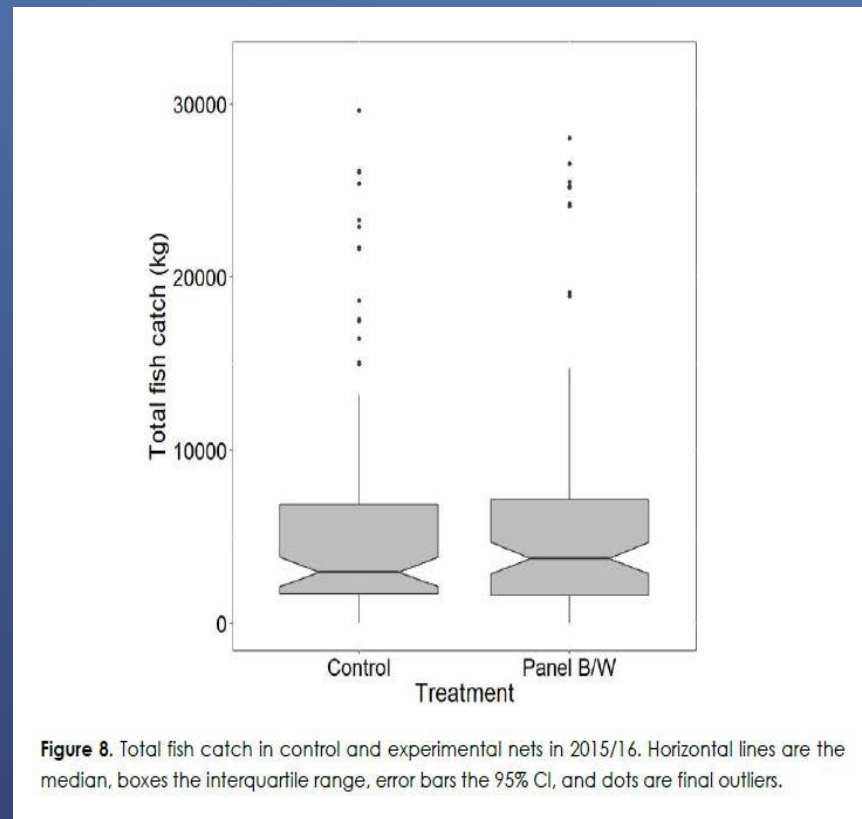 30000
20000
10000
0
Total fish catch (kg)
Control
Panel B/W
Treatment
Figure 8. Total fish catch in control and experimental nets in 2015/16. Horizontal lines are the
median, boxes the interquartile range, error bars the 95% CI, and dots are final outliers.